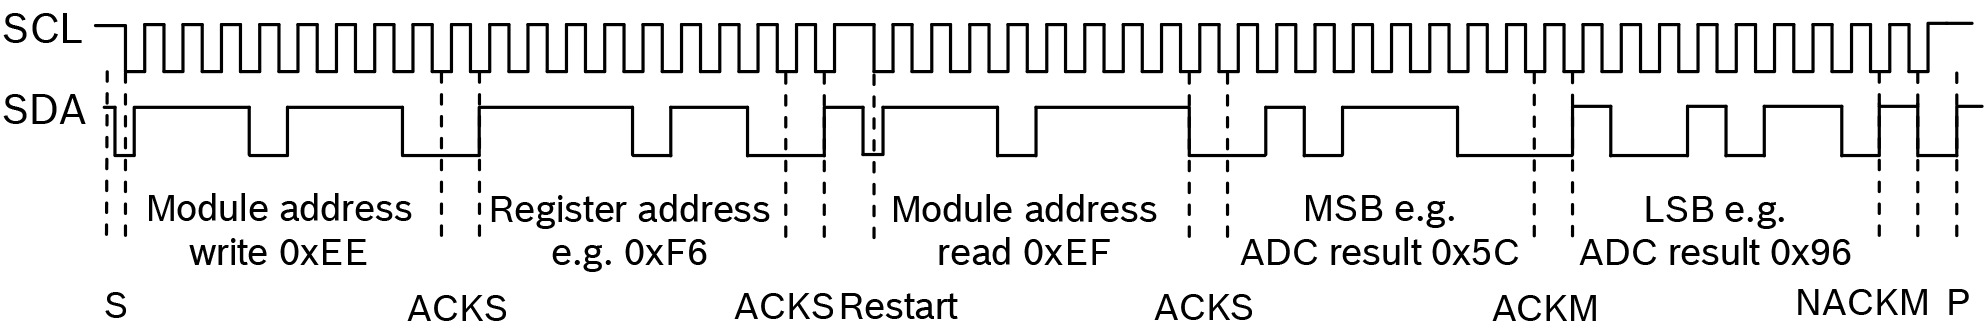 SCL
SDA
Module address
write 0xEE
Register address
e.g. 0xF6
Module address
read 0xEF
MSB e.g.
ADC result 0x5C
LSB e.g.
ADC result 0x96
S
ACKS
ACKS
Restart
ACKS
ACKM
NACKM
P